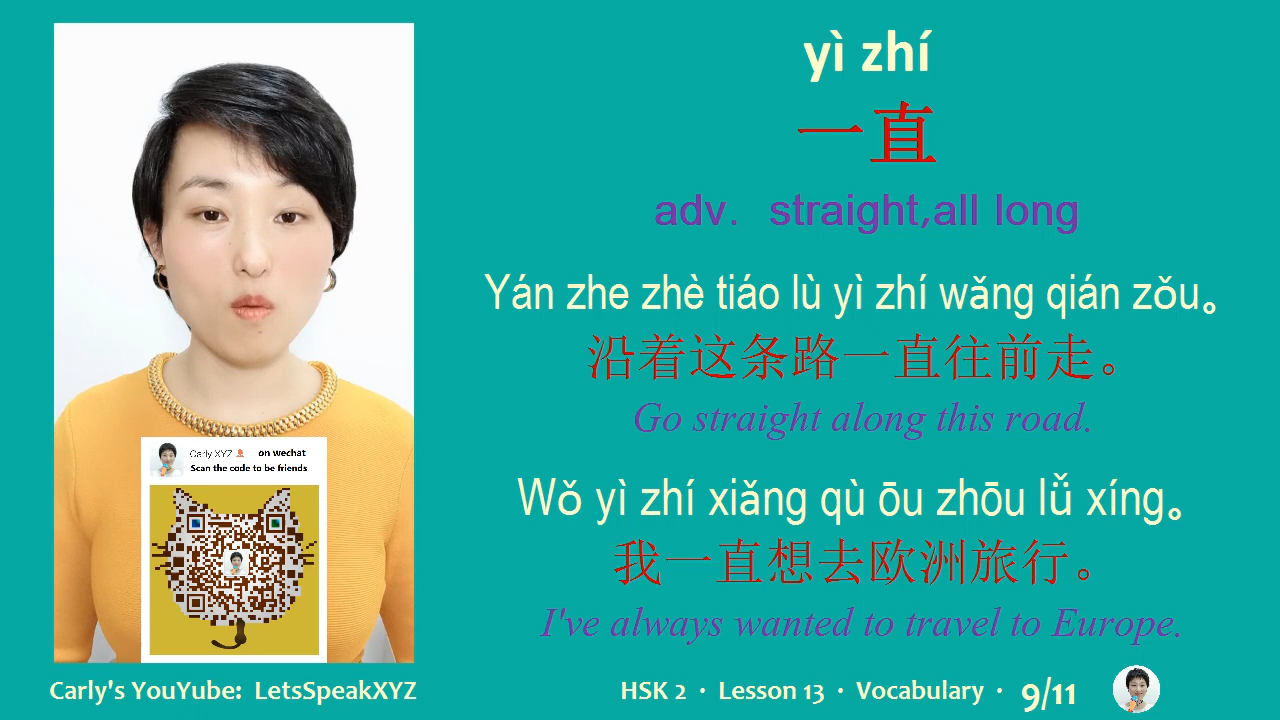 yì zhí
一直
adv. straight,all long
Yán zhe zhè tiáo lù yì zhí wǎng qián zǒu。
沿着这条路一直往前走。
Go straight along this road.
Wǒ yì zhí xiǎng qù ōu zhōu lǚ xíng。
我一直想去欧洲旅行。
I've always wanted to travel to Europe.
Carly XYZ on wechat
Scan the code to be friends
Carly's YouYube: LetsSpeakXYZ
HSK 2 · Lesson 13 · Vocabulary · 9/11